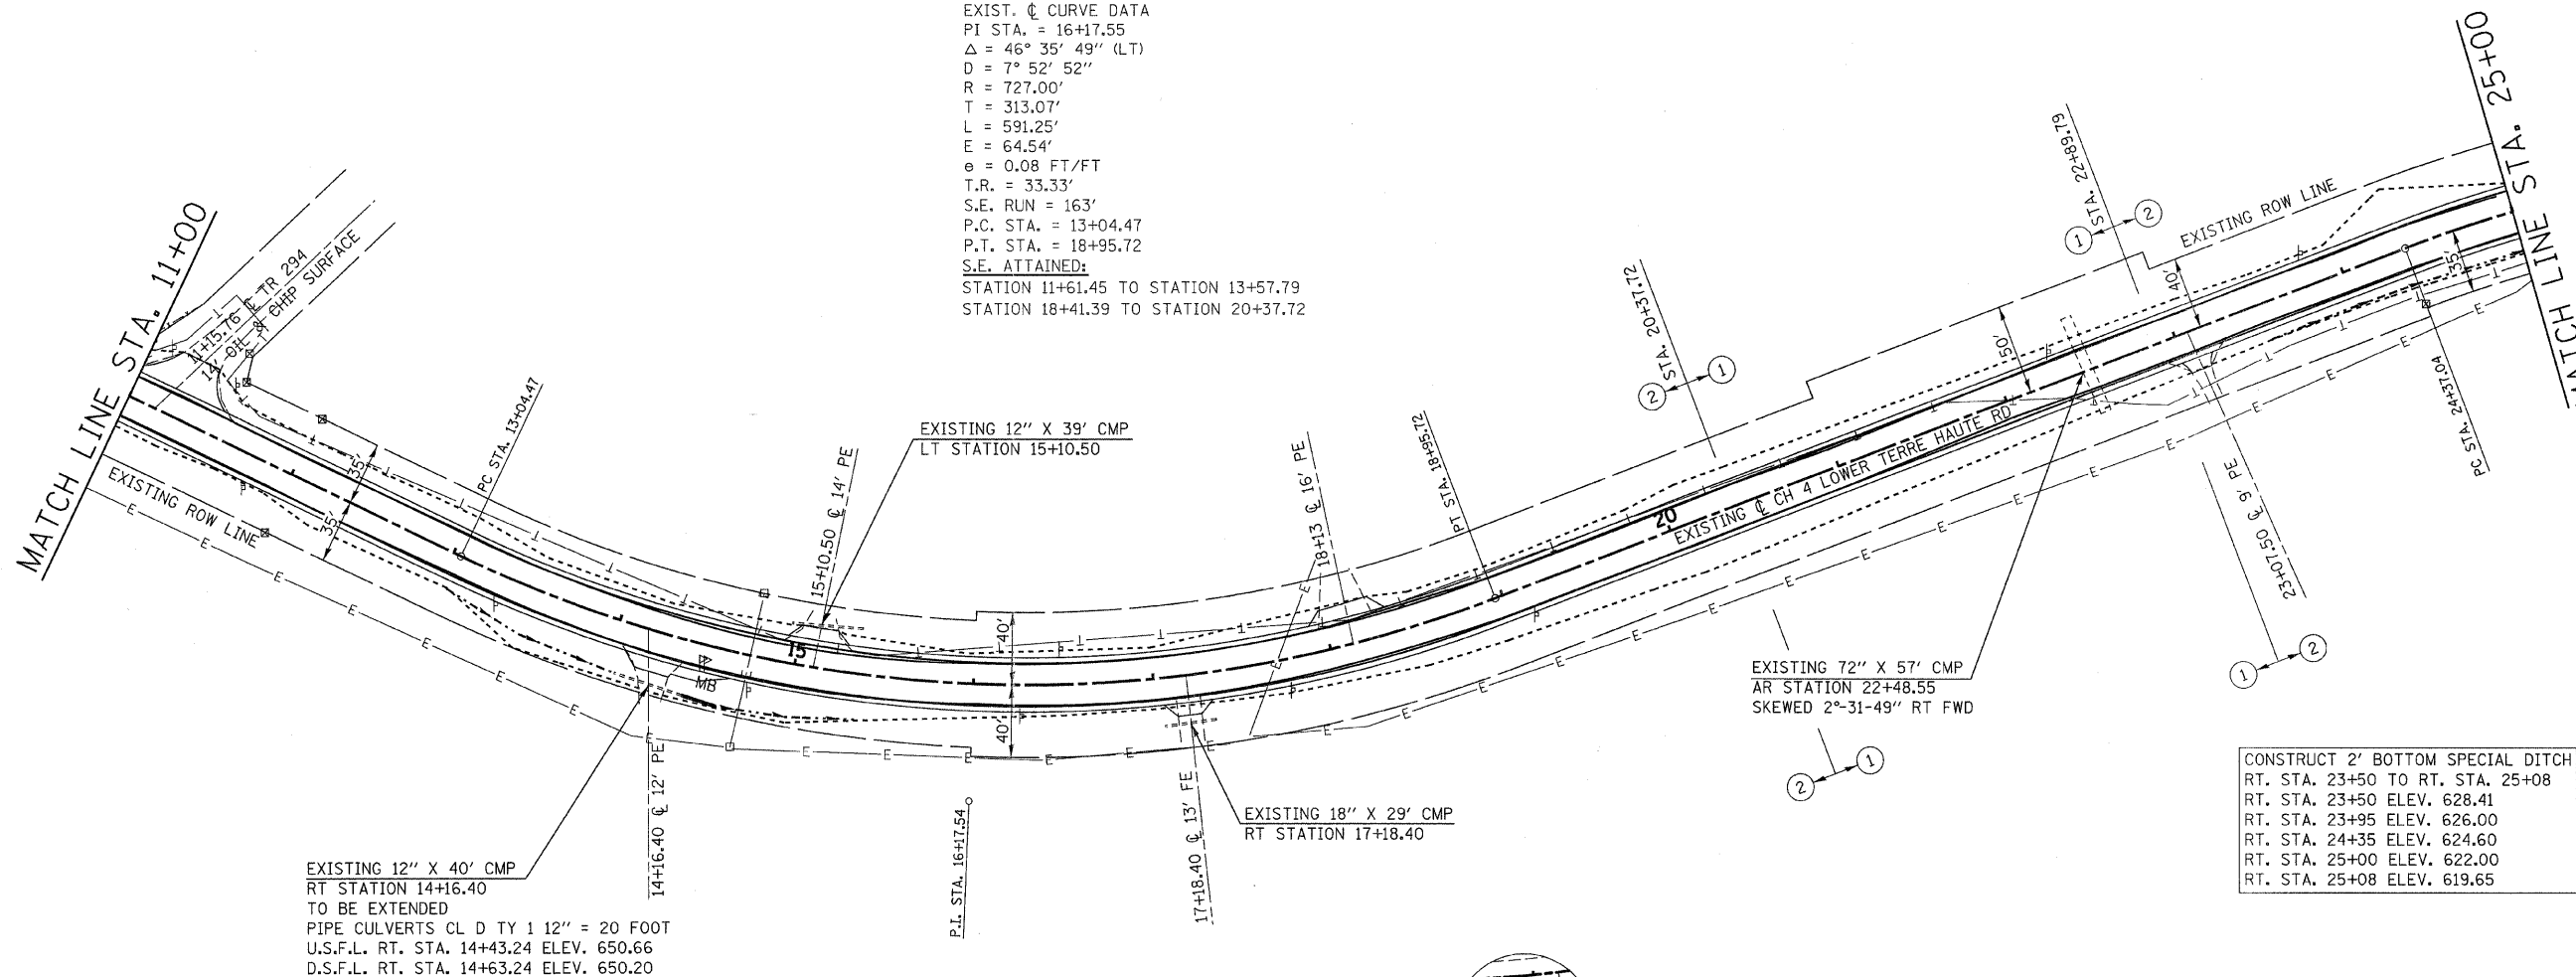 EXIST. ℄ CURVE DATA
PI STA. = 16+17.55
Δ = 46° 35' 49" (LT)
D = 7° 52' 52"
R = 727.00'
T = 313.07'
L = 591.25'
E = 64.54'
e = 0.08 FT/FT
T.R. = 33.33'
S.E. RUN = 163'
P.C. STA. = 13+04.47
P.T. STA. = 18+95.72
S.E. ATTAINED:
STATION 11+61.45 TO STATION 13+57.79
STATION 18+41.39 TO STATION 20+37.72
MATCH LINE STA. 11+00
11+15.76 ℄ TR 294
14' OIL & CHIP SURFACE
EXISTING ROW LINE
35'
35'
PC STA. 13+04.47
EXISTING 12" X 39' CMP
LT STATION 15+10.50
15+10.50 ℄ 14' PE
15
MB
14+16.40 ℄ 12' PE
EXISTING 12" X 40' CMP
RT STATION 14+16.40
TO BE EXTENDED
PIPE CULVERTS CL D TY 1 12" = 20 FOOT
U.S.F.L. RT. STA. 14+43.24 ELEV. 650.66
D.S.F.L. RT. STA. 14+63.24 ELEV. 650.20
40'
40'
P.I. STA. 16+17.54
17+18.40 ℄ 13' FE
EXISTING 18" X 29' CMP
RT STATION 17+18.40
18+13 ℄ 16' PE
PT STA. 18+95.72
STA. 20+37.72
2
1
20
EXISTING ℄ CH 4 LOWER TERRE HAUTE RD
50'
EXISTING 72" X 57' CMP
AR STATION 22+48.55
SKEWED 2°-31-49" RT FWD
2
1
STA. 22+89.79
1
2
40'
EXISTING ROW LINE
23+07.50 ℄ 9' PE
1
2
35'
PC STA. 24+37.04
MATCH LINE STA. 25+00
CONSTRUCT 2' BOTTOM SPECIAL DITCH
RT. STA. 23+50 TO RT. STA. 25+08
RT. STA. 23+50 ELEV. 628.41
RT. STA. 23+95 ELEV. 626.00
RT. STA. 24+35 ELEV. 624.60
RT. STA. 25+00 ELEV. 622.00
RT. STA. 25+08 ELEV. 619.65